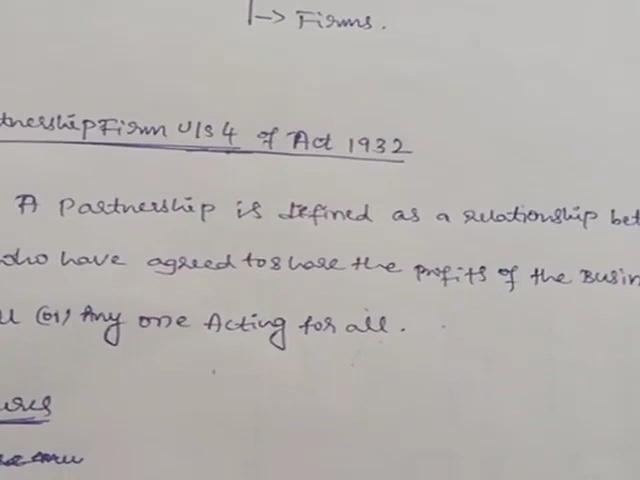 |-> Firms.
tnership Firm U/S 4 of Act 1932
A Partnership is defined as a relationship bet
who have agreed to share the profits of the Busin
(or) Any one Acting for all.
ures